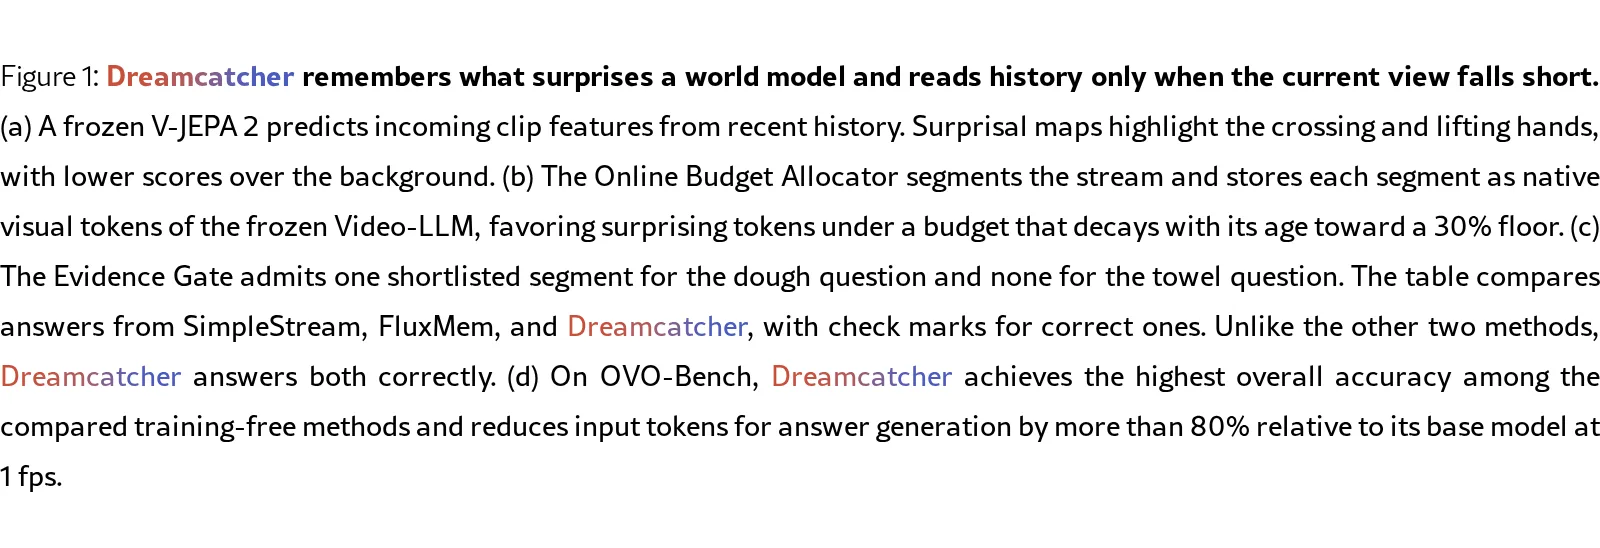 Figure 1: Dreamcatcher remembers what surprises a world model and reads history only when the current view falls short.
(a) A frozen V-JEPA 2 predicts incoming clip features from recent history. Surprisal maps highlight the crossing and lifting hands,
with lower scores over the background. (b) The Online Budget Allocator segments the stream and stores each segment as native
visual tokens of the frozen Video-LLM, favoring surprising tokens under a budget that decays with its age toward a 30% floor. (c)
The Evidence Gate admits one shortlisted segment for the dough question and none for the towel question. The table compares
answers from SimpleStream, FluxMem, and Dreamcatcher, with check marks for correct ones. Unlike the other two methods,
Dreamcatcher answers both correctly. (d) On OVO-Bench, Dreamcatcher achieves the highest overall accuracy among the
compared training-free methods and reduces input tokens for answer generation by more than 80% relative to its base model at
1 fps.